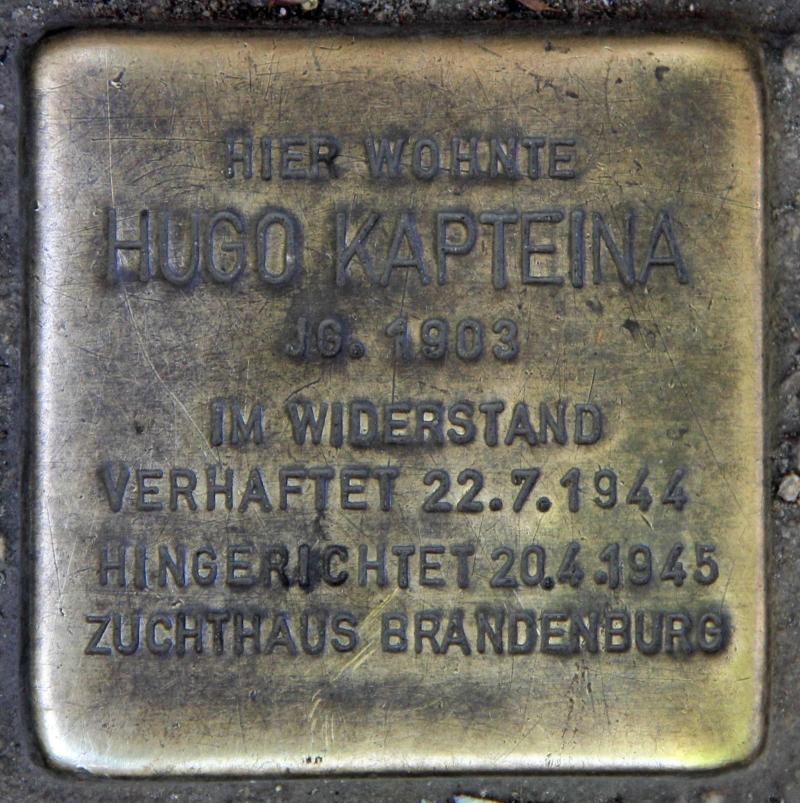 HIER WOHNTE
HUGO KAPTEINA
JG. 1903
IM WIDERSTAND
VERHAFTET 22.7.1944
HINGERICHTET 20.4.1945
ZUCHTHAUS BRANDENBURG